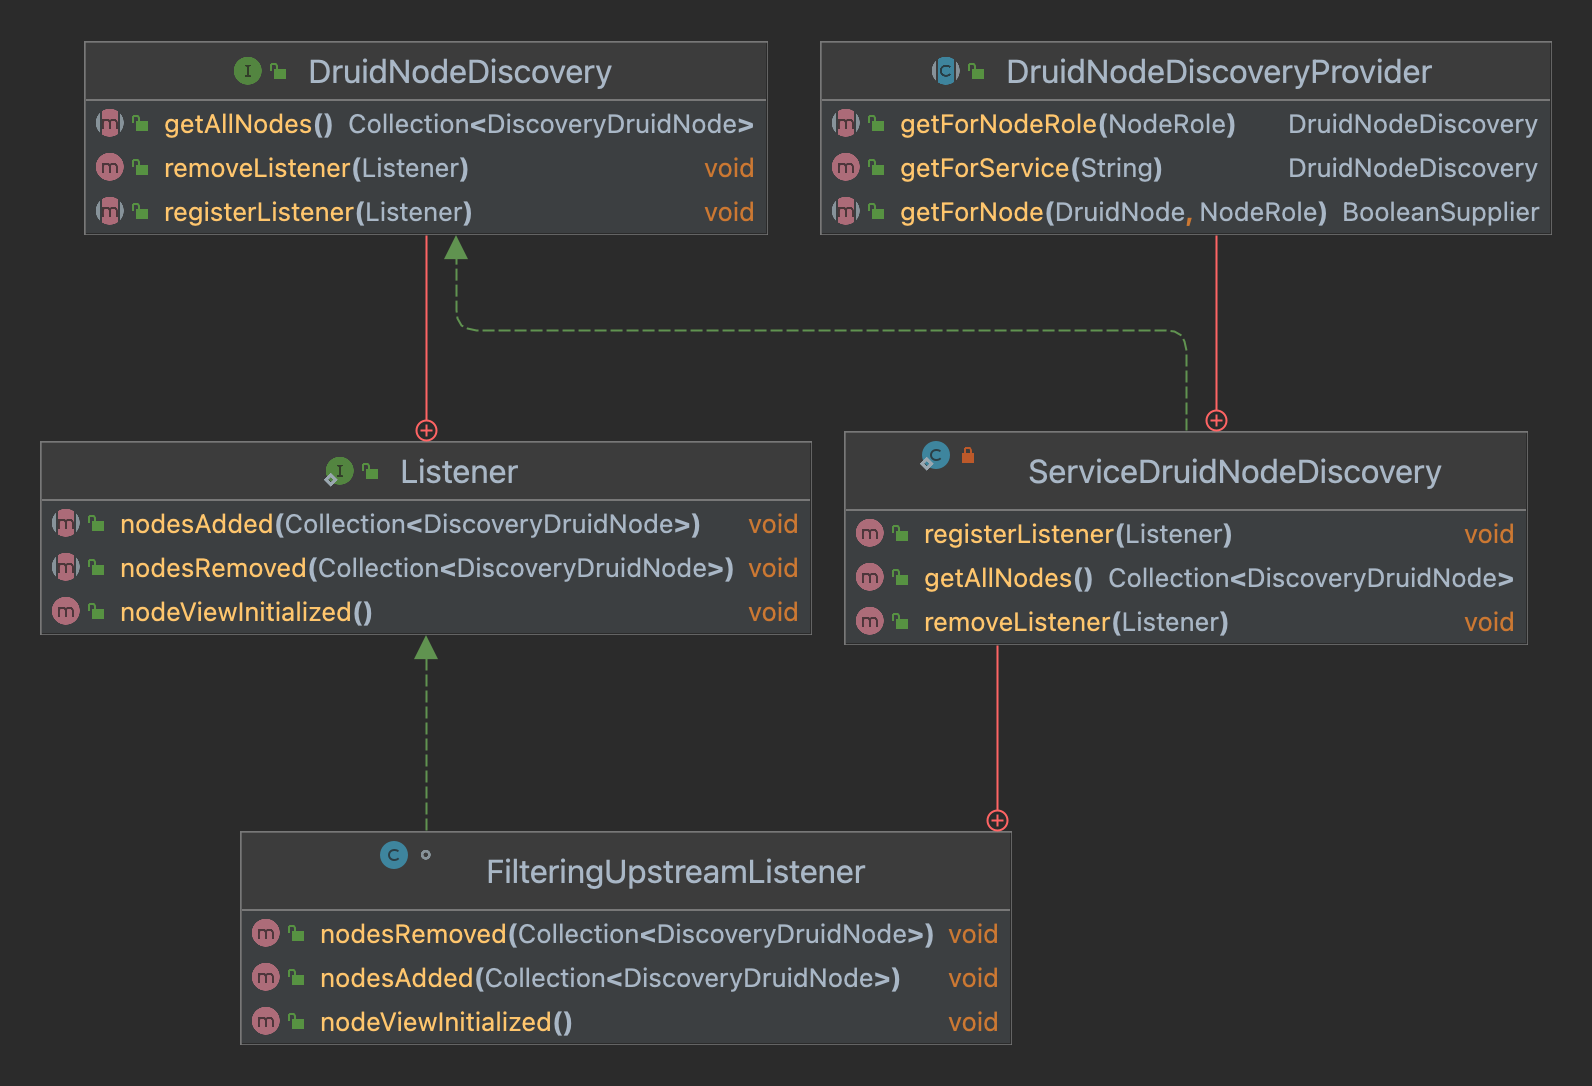 DruidNodeDiscovery
getAllNodes() Collection<DiscoveryDruidNode>
removeListener(Listener) void
registerListener(Listener) void
DruidNodeDiscoveryProvider
getForNodeRole(NodeRole) DruidNodeDiscovery
getForService(String) DruidNodeDiscovery
getForNode(DruidNode, NodeRole) BooleanSupplier
Listener
nodesAdded(Collection<DiscoveryDruidNode>) void
nodesRemoved(Collection<DiscoveryDruidNode>) void
nodeViewInitialized() void
ServiceDruidNodeDiscovery
registerListener(Listener) void
getAllNodes() Collection<DiscoveryDruidNode>
removeListener(Listener) void
FilteringUpstreamListener
nodesRemoved(Collection<DiscoveryDruidNode>) void
nodesAdded(Collection<DiscoveryDruidNode>) void
nodeViewInitialized() void